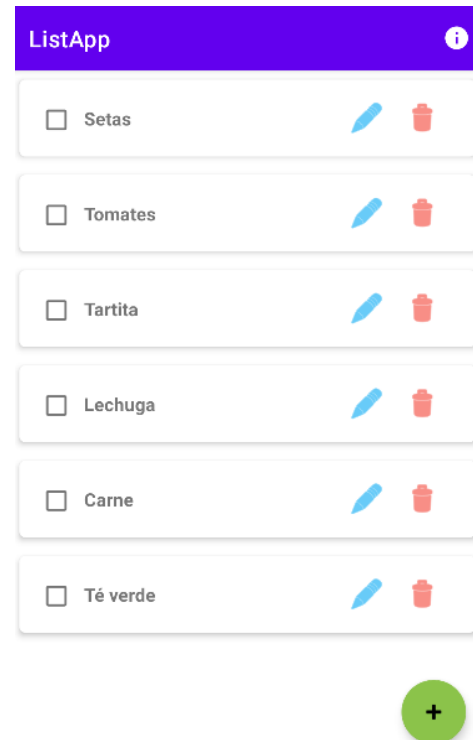 ListApp
Setas
Tomates
Tartita
Lechuga
Carne
Té verde
+